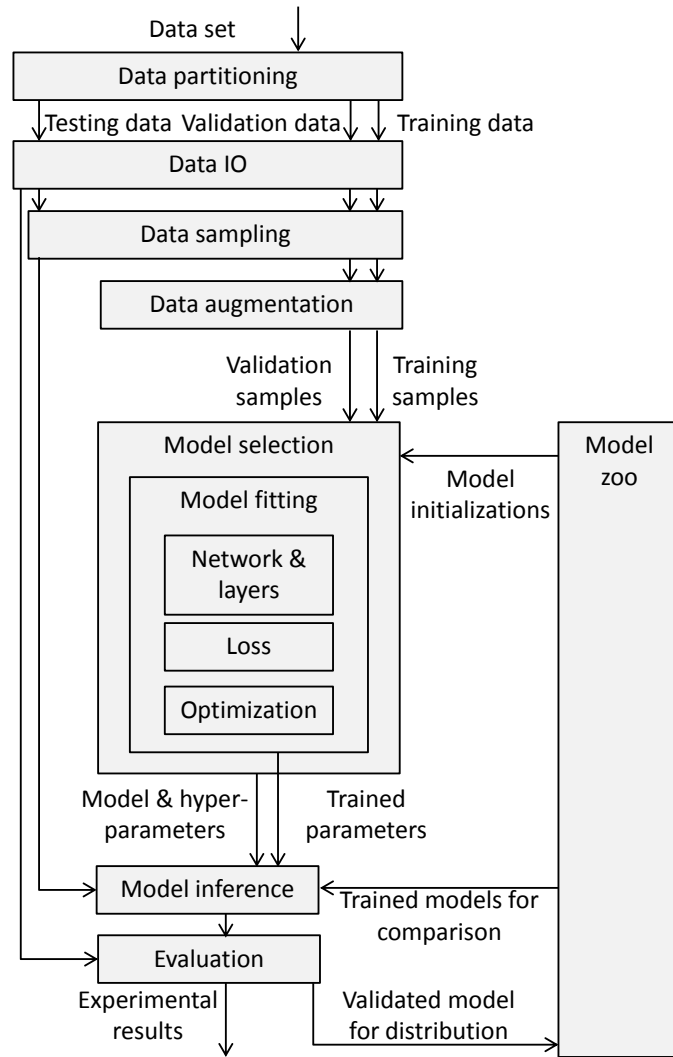 Data set
Data partitioning
Testing data Validation data Training data
Data IO
Data sampling
Data augmentation
Validation
samples
Training
samples
Model selection
Model
zoo
Model
initializations
Model fitting
Network &
layers
Loss
Optimization
Model & hyper-
parameters
Trained
parameters
Model inference
Trained models for
comparison
Evaluation
Experimental
results
Validated model
for distribution